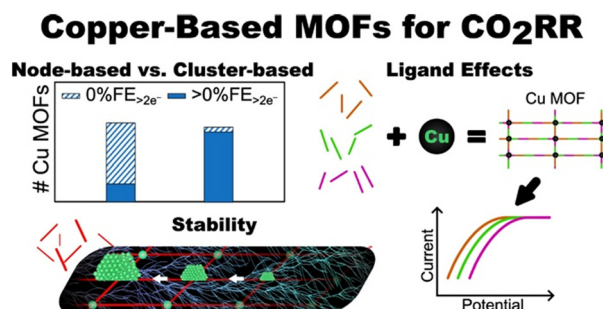 Copper-Based MOFs for CO2RR
Node-based vs. Cluster-based
0%FE>2e-
>0%FE>2e-
# Cu MOFs
Ligand Effects
+
Cu
=
Cu MOF
Stability
Current
Potential